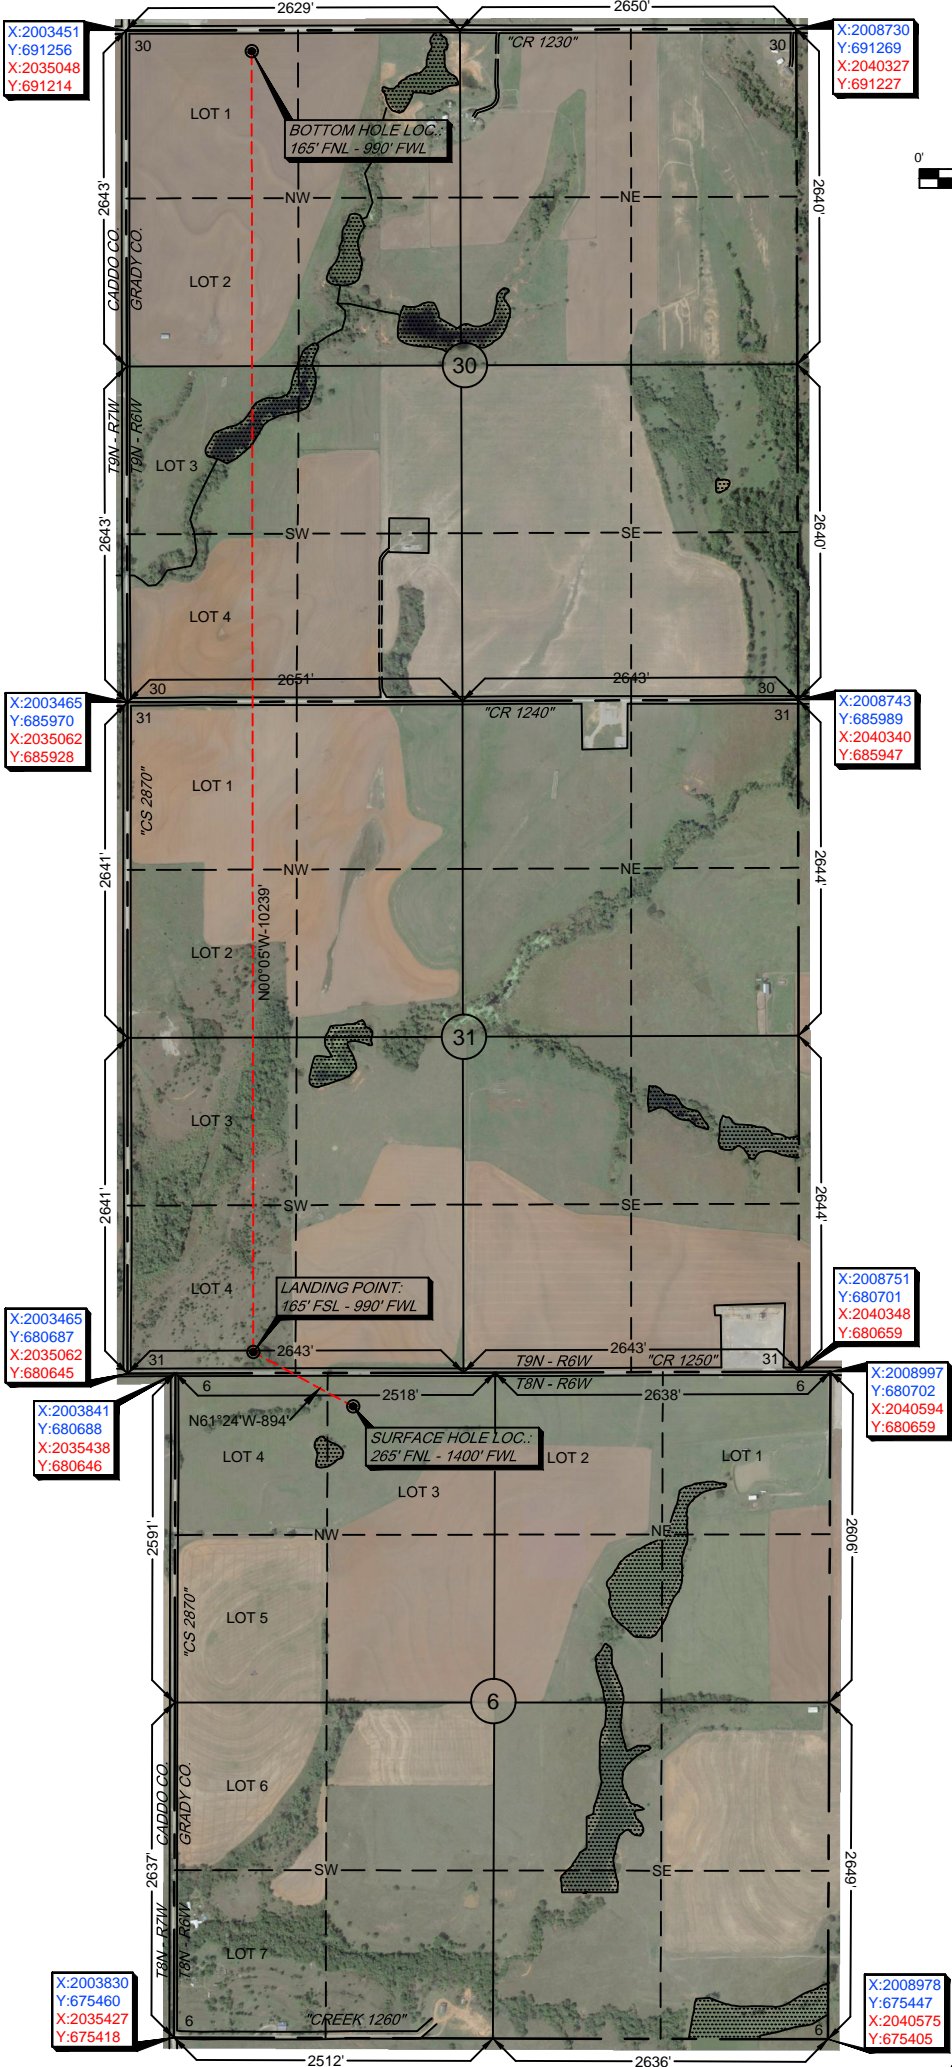 2629'
2650'
X:2003451
Y:691256
X:2035048
Y:691214
X:2008730
Y:691269
X:2040327
Y:691227
30
"CR 1230"
30
LOT 1
BOTTOM HOLE LOC.:
165' FNL - 990' FWL
0'
2643'
NW
NE
2640'
CADDO CO.
GRADY CO.
LOT 2
30
T9N - R7W
T9N - R6W
LOT 3
2643'
SW
SE
2640'
LOT 4
30
2651'
2643'
30
X:2003465
Y:685970
X:2035062
Y:685928
X:2008743
Y:685989
X:2040340
Y:685947
31
"CR 1240"
31
"CS 2870"
LOT 1
2641'
NW
NE
2644'
N00°05'W-10239'
LOT 2
31
LOT 3
2641'
SW
SE
2644'
LOT 4
LANDING POINT:
165' FSL - 990' FWL
X:2008751
Y:680701
X:2040348
Y:680659
X:2003465
Y:680687
X:2035062
Y:680645
31
2643'
2643'
T9N - R6W
"CR 1250"
31
T8N - R6W
6
2518'
2638'
6
X:2008997
Y:680702
X:2040594
Y:680659
X:2003841
Y:680688
X:2035438
Y:680646
N61°24'W-894'
SURFACE HOLE LOC.:
265' FNL - 1400' FWL
LOT 4
LOT 3
LOT 2
LOT 1
2591'
NW
NE
2606'
"CS 2870"
LOT 5
6
LOT 6
CADDO CO.
GRADY CO.
2637'
SW
SE
2649'
T8N - R7W
T8N - R6W
LOT 7
X:2003830
Y:675460
X:2035427
Y:675418
X:2008978
Y:675447
X:2040575
Y:675405
6
"CREEK 1260"
6
2512'
2636'